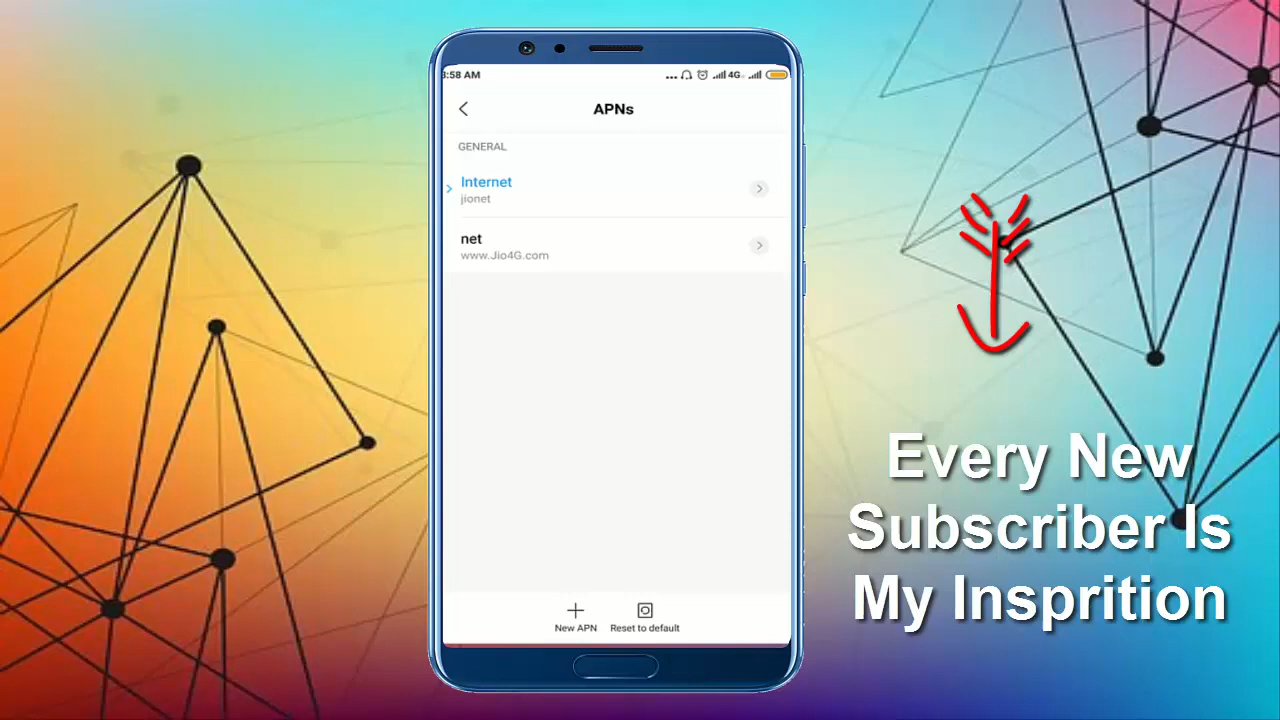 :58 AM
4G
APNs
GENERAL
Internet
jionet
net
www.Jio4G.com
New APN
Reset to default
Every New
Subscriber Is
My Insprition